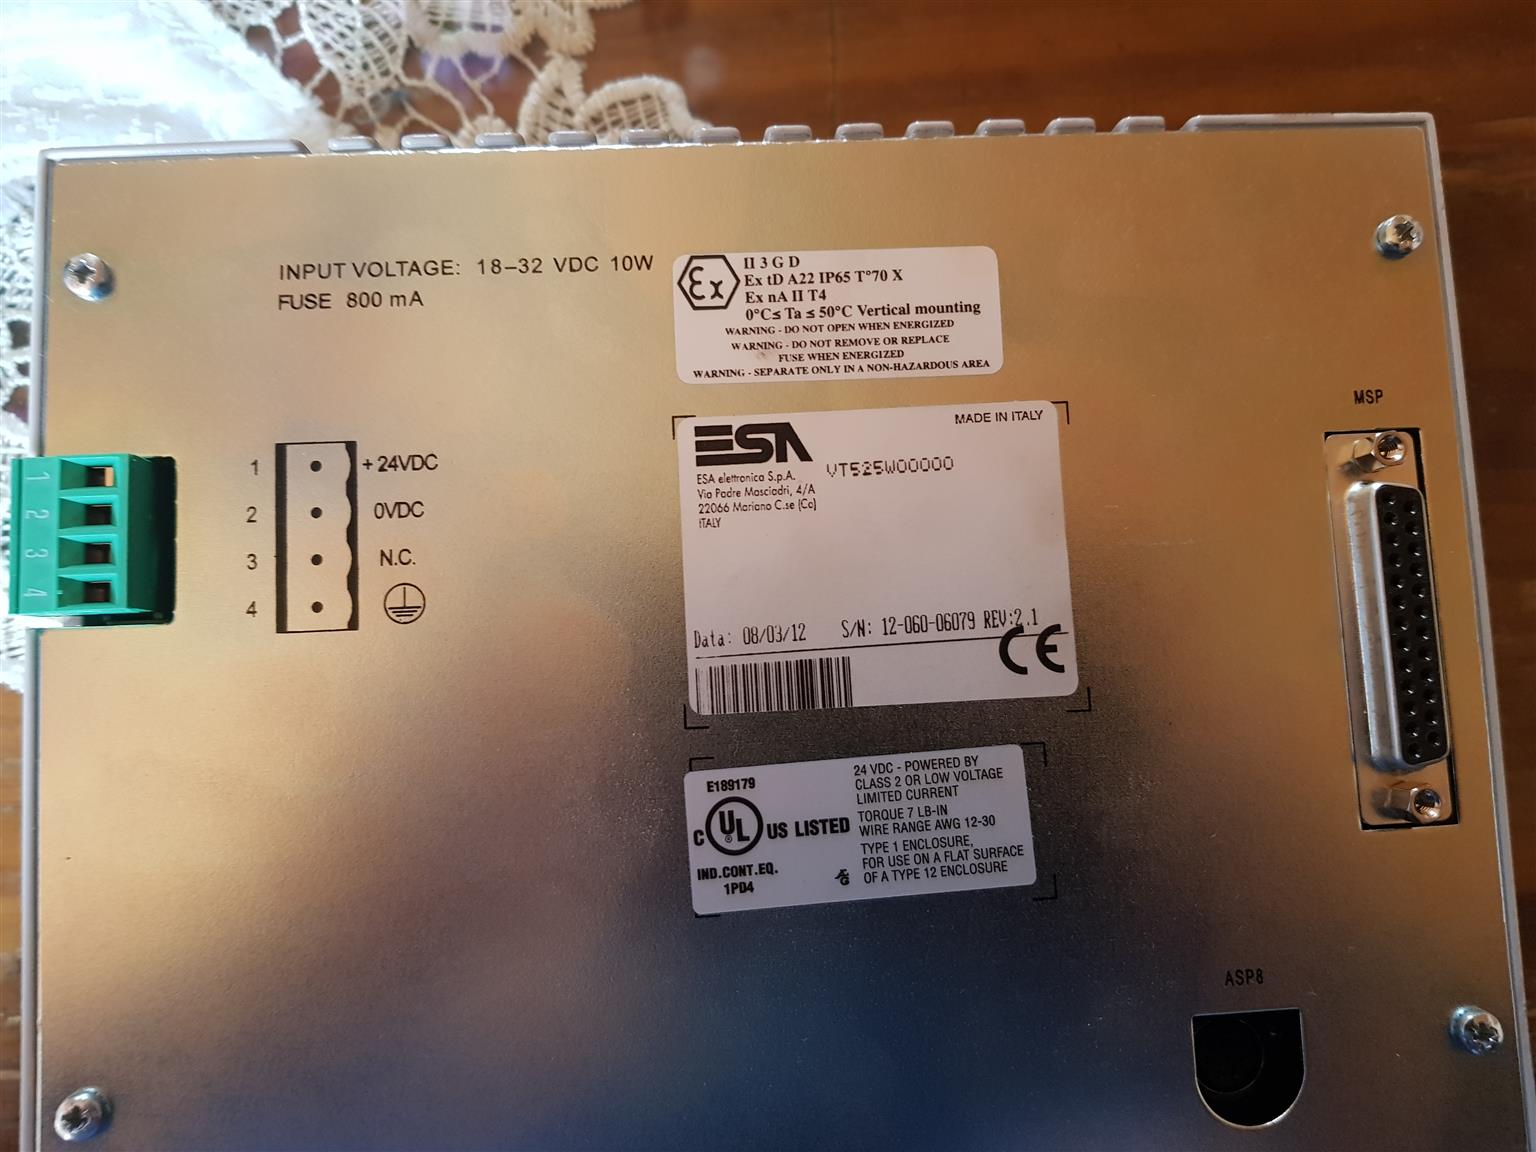 INPUT VOLTAGE: 18-32 VDC 10W
FUSE 800 mA
Ex
II 3 G D
Ex tD A22 IP65 T°70 X
Ex nA II T4
0°C≤ Ta ≤ 50°C Vertical mounting
WARNING - DO NOT OPEN WHEN ENERGIZED
WARNING - DO NOT REMOVE OR REPLACE
FUSE WHEN ENERGIZED
WARNING - SEPARATE ONLY IN A NON-HAZARDOUS AREA
MSP
1
2
3
4
1 +24VDC
2 0VDC
3 N.C.
4
ESA
MADE IN ITALY
ESA elettronica S.p.A.
Via Padre Masciadri, 4/A
22066 Mariano C.se (Co)
ITALY
VT525W00000
Data: 08/03/12 S/N: 12-060-06079 REV:2.1
CE
E189179
C UL ® US LISTED
IND.CONT.EQ.
1PD4
24 VDC - POWERED BY
CLASS 2 OR LOW VOLTAGE
LIMITED CURRENT
TORQUE 7 LB-IN
WIRE RANGE AWG 12-30
TYPE 1 ENCLOSURE,
FOR USE ON A FLAT SURFACE
OF A TYPE 12 ENCLOSURE
ASP8